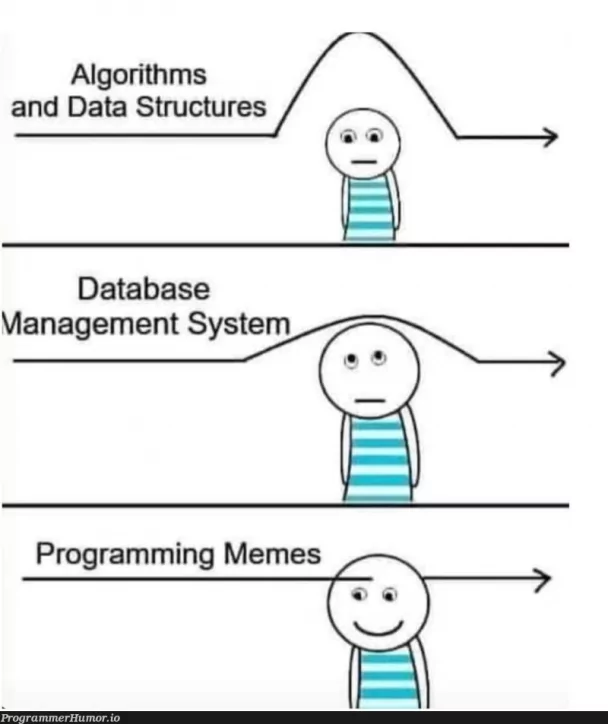 Algorithms
and Data Structures
Database
Management System
Programming Memes
ProgrammerHumor.io